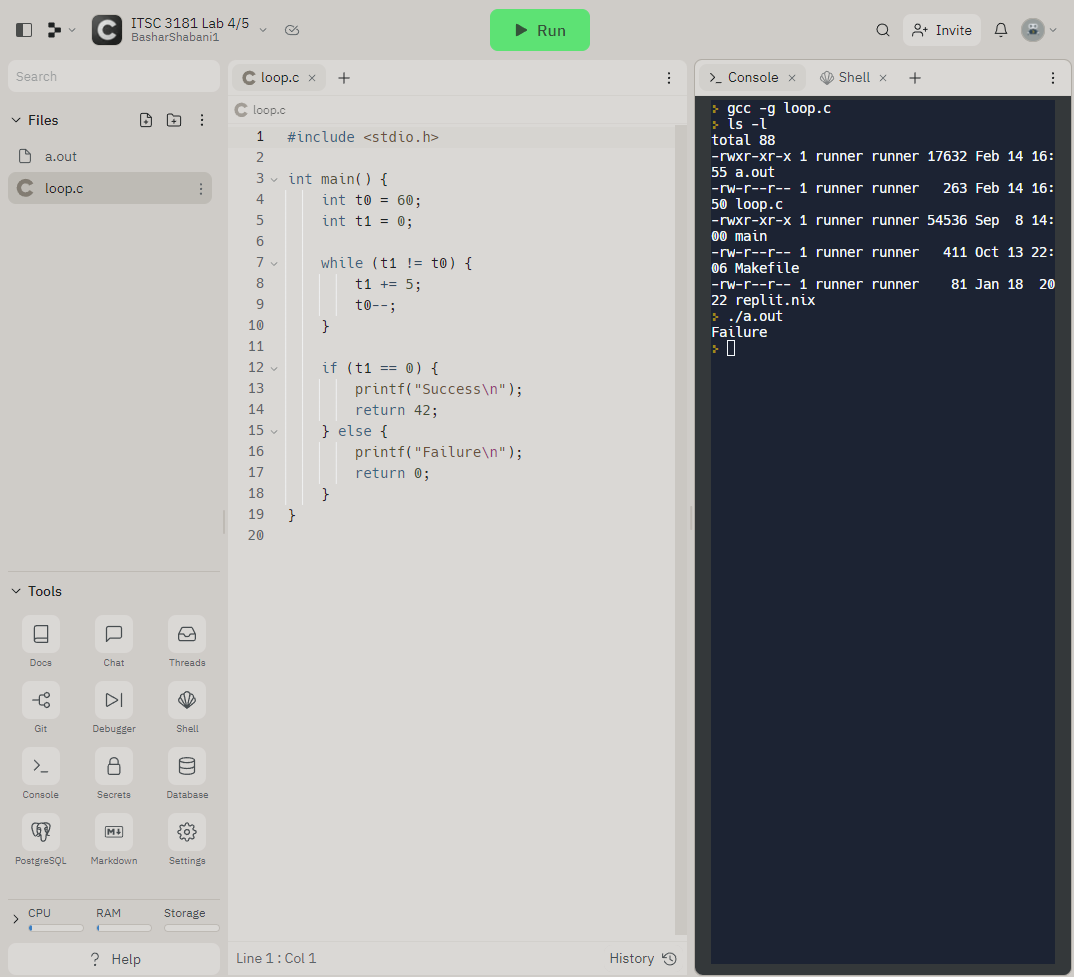 ITSC 3181 Lab 4/5
BasharShabani1
Run
Invite
Search
Files
a.out
loop.c
Tools
Docs
Chat
Threads
Git
Debugger
Shell
Console
Secrets
Database
PostgreSQL
Markdown
Settings
CPU
RAM
Storage
? Help
loop.c
loop.c
1 #include <stdio.h>
2
3 int main() {
4     int t0 = 60;
5     int t1 = 0;
6
7     while (t1 != t0) {
8         t1 += 5;
9         t0--;
10     }
11
12     if (t1 == 0) {
13         printf("Success\n");
14         return 42;
15     } else {
16         printf("Failure\n");
17         return 0;
18     }
19 }
20
Line 1 : Col 1
History
Console
Shell
gcc -g loop.c
ls -l
total 88
-rwxr-xr-x 1 runner runner 17632 Feb 14 16:
55 a.out
-rw-r--r-- 1 runner runner   263 Feb 14 16:
50 loop.c
-rwxr-xr-x 1 runner runner 54536 Sep  8 14:
00 main
-rw-r--r-- 1 runner runner   411 Oct 13 22:
06 Makefile
-rw-r--r-- 1 runner runner    81 Jan 18  20
22 replit.nix
./a.out
Failure